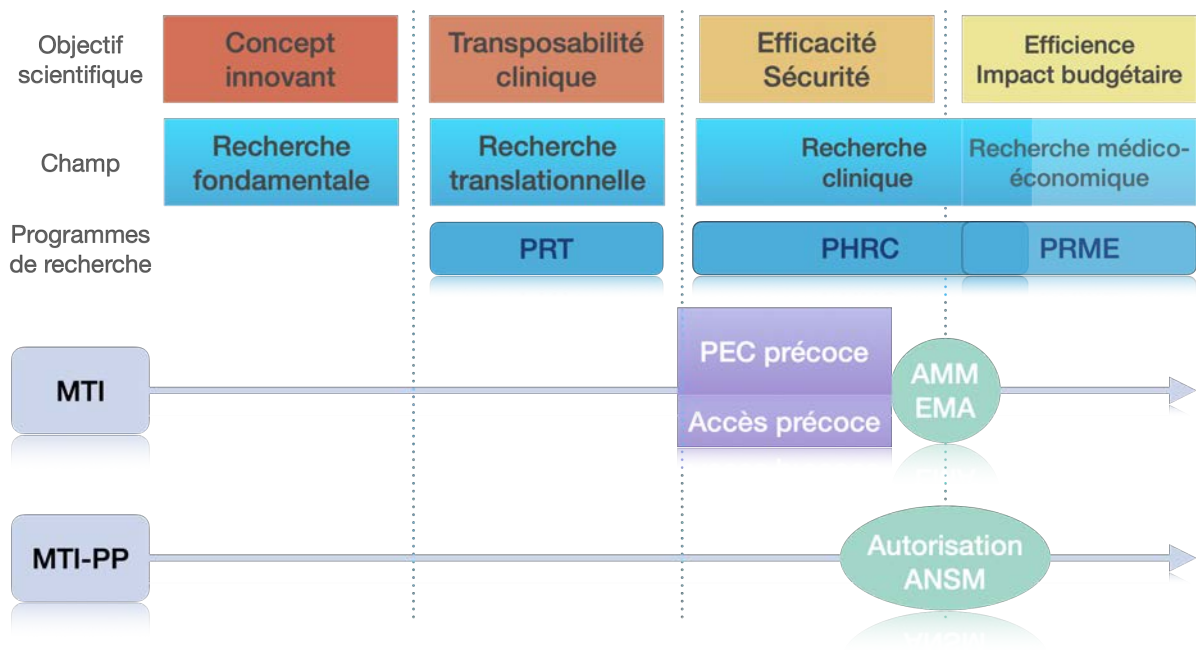 Objectif
scientifique
Concept
innovant
Transposabilité
clinique
Efficacité
Sécurité
Efficience
Impact budgétaire
Champ
Recherche
fondamentale
Recherche
translationnelle
Recherche
clinique
Recherche médico-
économique
Programmes
de recherche
PRT
PHRC
PRME
MTI
PEC précoce
Accès précoce
AMM
EMA
MTI-PP
Autorisation
ANSM